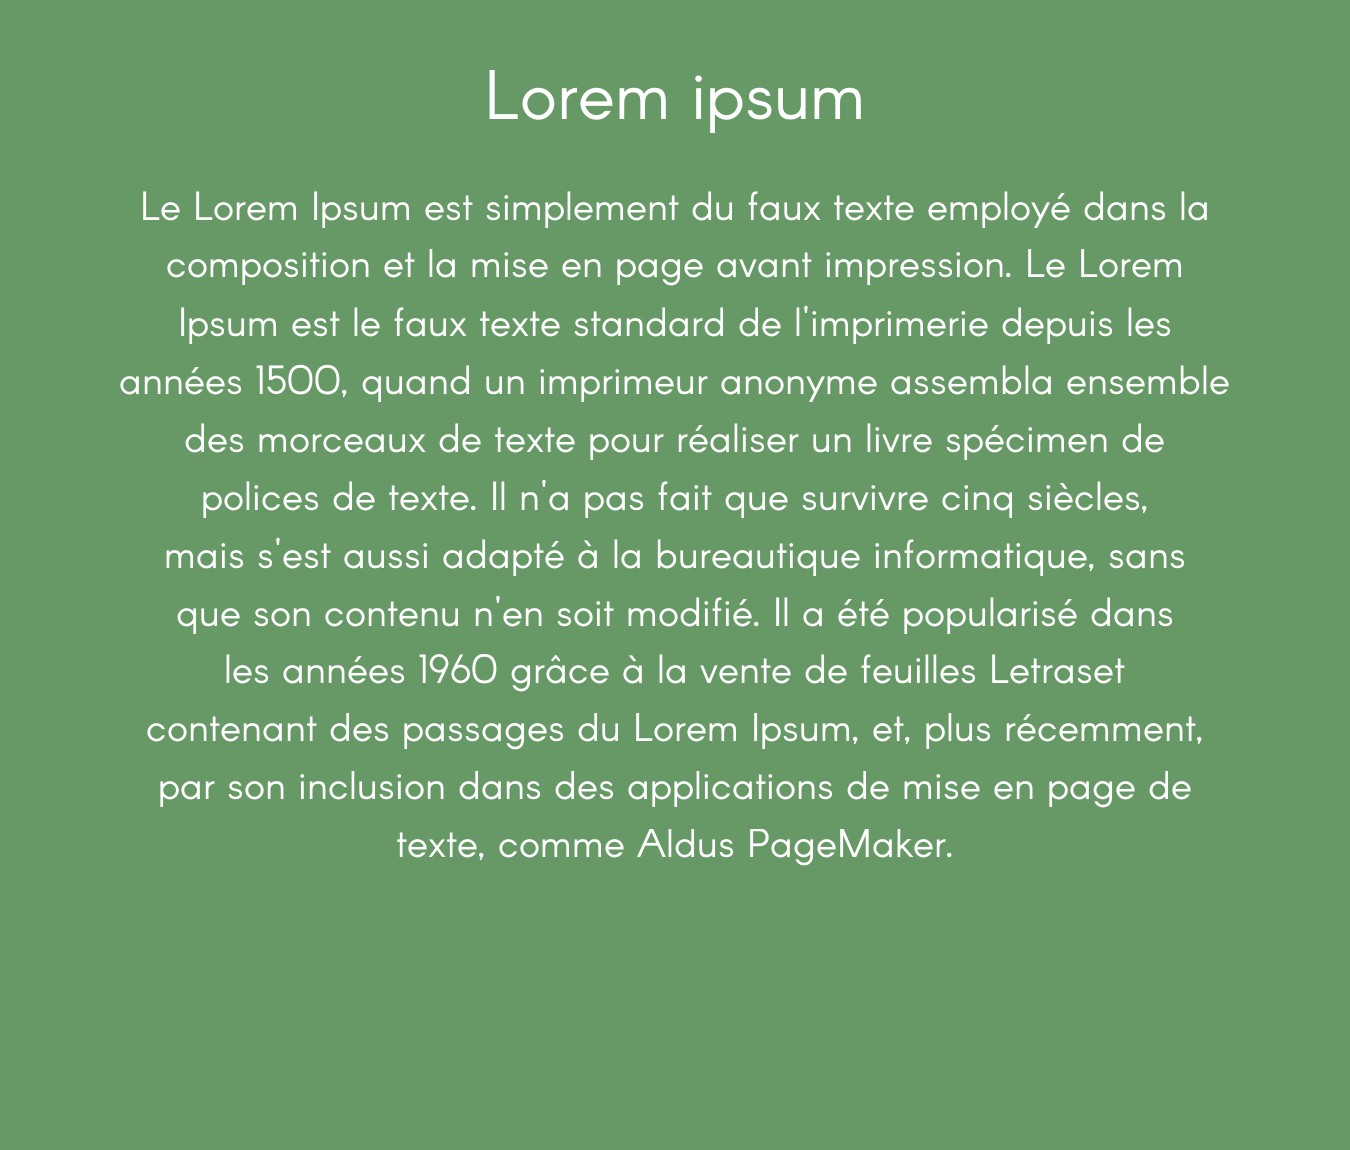 Lorem ipsum
Le Lorem Ipsum est simplement du faux texte employé dans la
composition et la mise en page avant impression. Le Lorem
Ipsum est le faux texte standard de l'imprimerie depuis les
années 1500, quand un imprimeur anonyme assembla ensemble
des morceaux de texte pour réaliser un livre spécimen de
polices de texte. Il n'a pas fait que survivre cinq siècles,
mais s'est aussi adapté à la bureautique informatique, sans
que son contenu n'en soit modifié. Il a été popularisé dans
les années 1960 grâce à la vente de feuilles Letraset
contenant des passages du Lorem Ipsum, et, plus récemment,
par son inclusion dans des applications de mise en page de
texte, comme Aldus PageMaker.